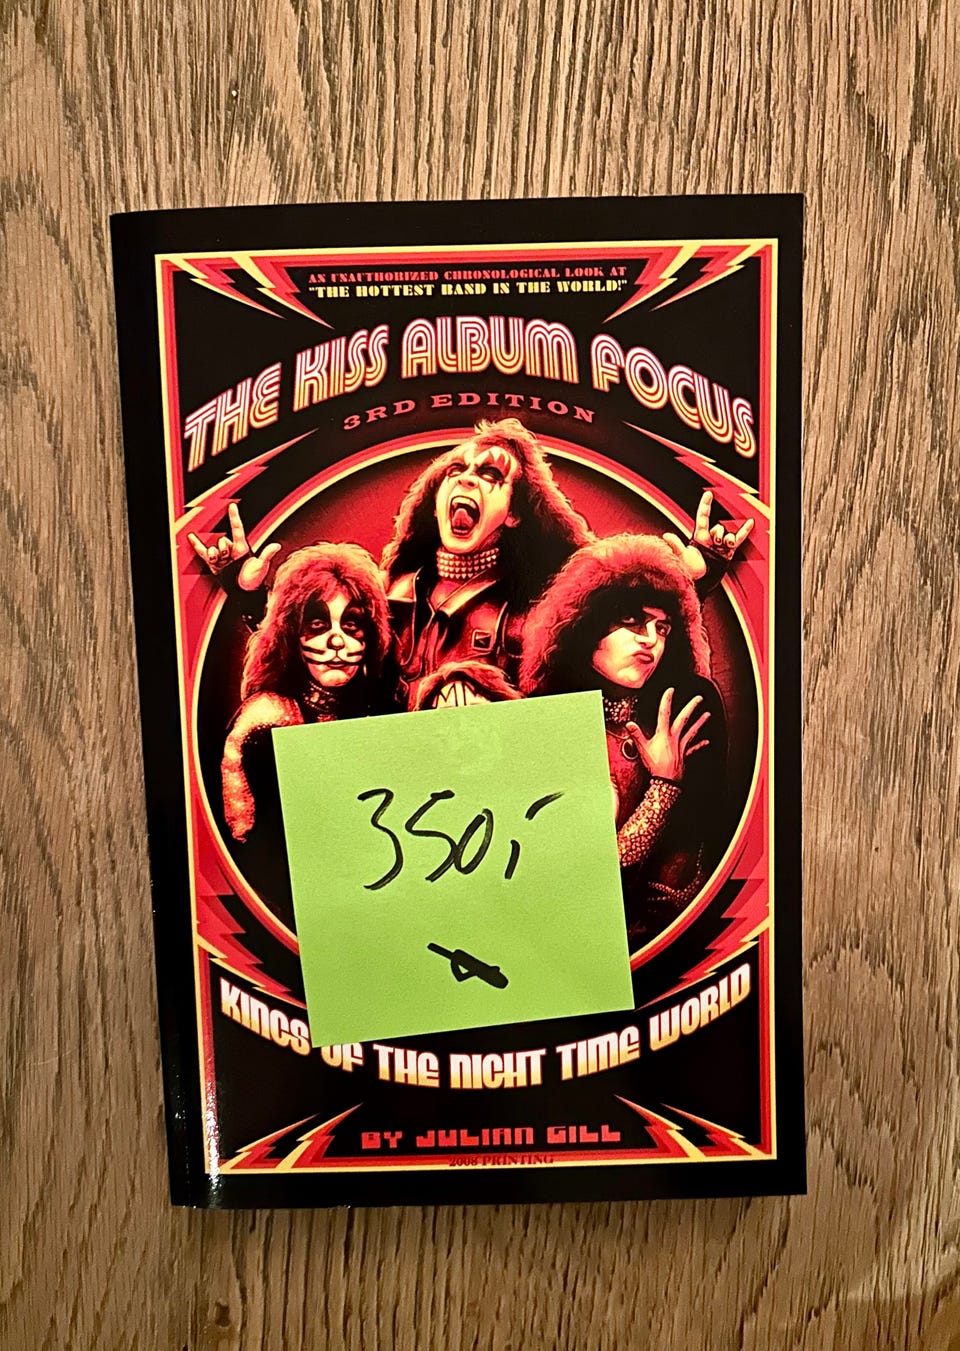 AN UNAUTHORIZED CHRONOLOGICAL LOOK AT
"THE HOTTEST BAND IN THE WORLD!"
THE KISS ALBUM FOCUS
3RD EDITION
350,-
KINGS OF THE NIGHT TIME WORLD
BY JULIAN GILL
2008 PRINTING